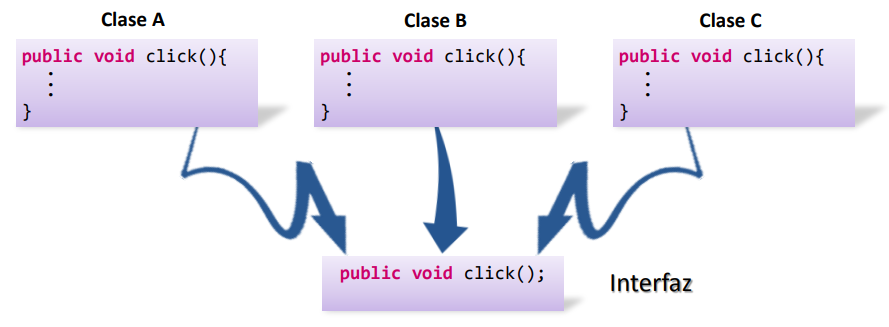 Clase A
public void click(){
⋮
}
Clase B
public void click(){
⋮
}
Clase C
public void click(){
⋮
}
public void click();
Interfaz